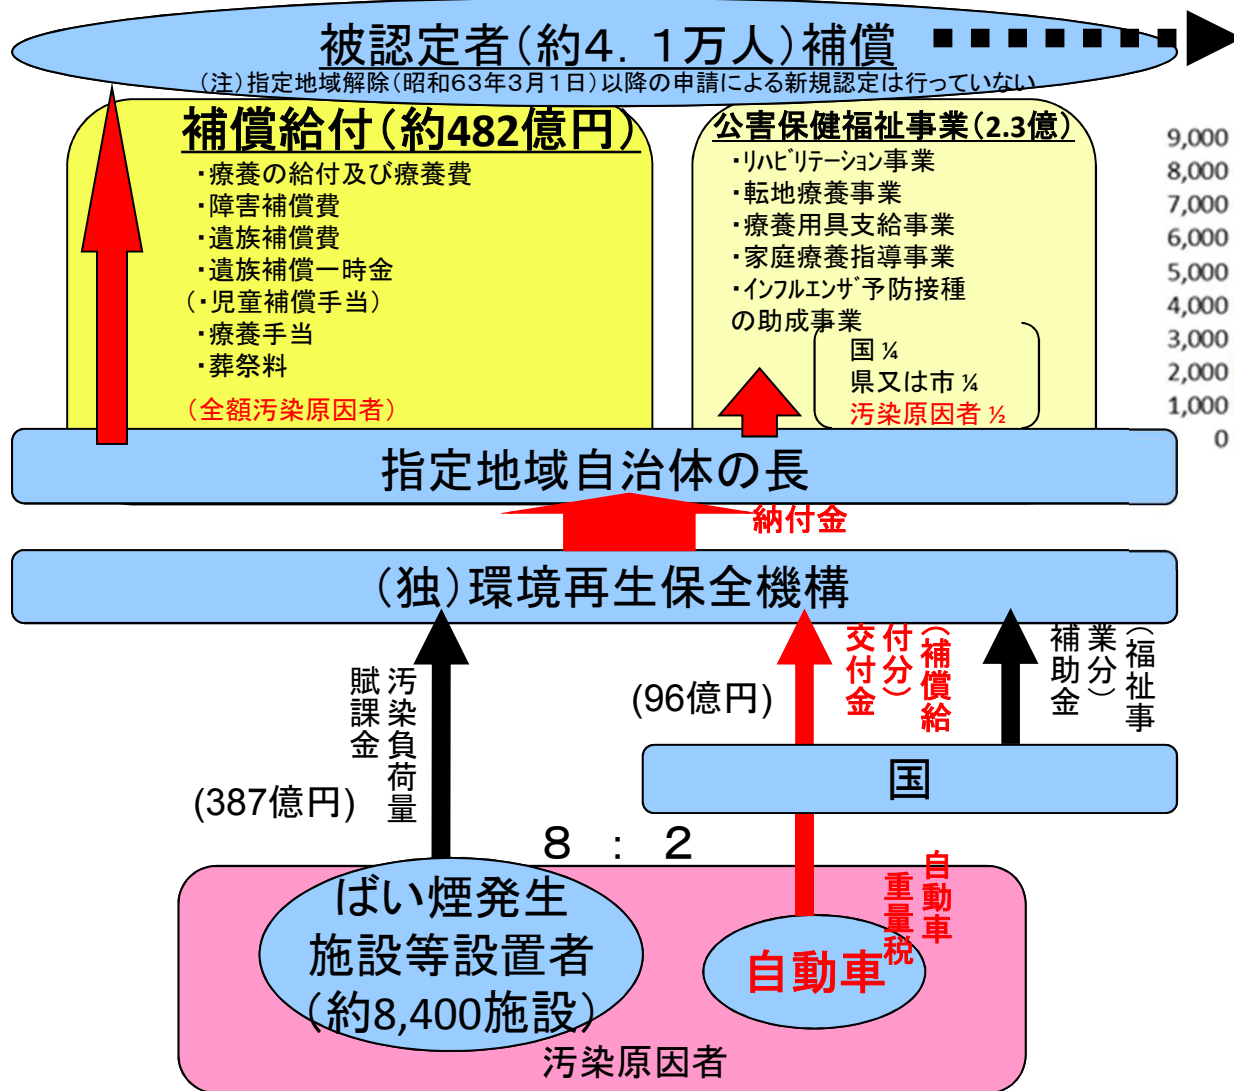 被認定者（約４．１万人）補償
（注）指定地域解除（昭和63年3月1日）以降の申請による新規認定は行っていない
補償給付（約482億円）
・療養の給付及び療養費
・障害補償費
・遺族補償費
・遺族補償一時金
（・児童補償手当）
・療養手当
・葬祭料
（全額汚染原因者）
公害保健福祉事業（2.3億）
・ﾘﾊﾋﾞﾘﾃｰｼｮﾝ事業
・転地療養事業
・療養用具支給事業
・家庭療養指導事業
・ｲﾝﾌﾙｴﾝｻﾞ予防接種
の助成事業
国 ¼
県又は市 ¼
汚染原因者 ½
9,000
8,000
7,000
6,000
5,000
4,000
3,000
2,000
1,000
0
指定地域自治体の長
納付金
（独）環境再生保全機構
汚染負荷量
賦課金
(387億円)
(96億円)
（補償給
付分）
交付金
（福祉事
業分）
補助金
国
８　：　２
自動車
重量税
ばい煙発生
施設等設置者
（約8,400施設）
自動車
汚染原因者